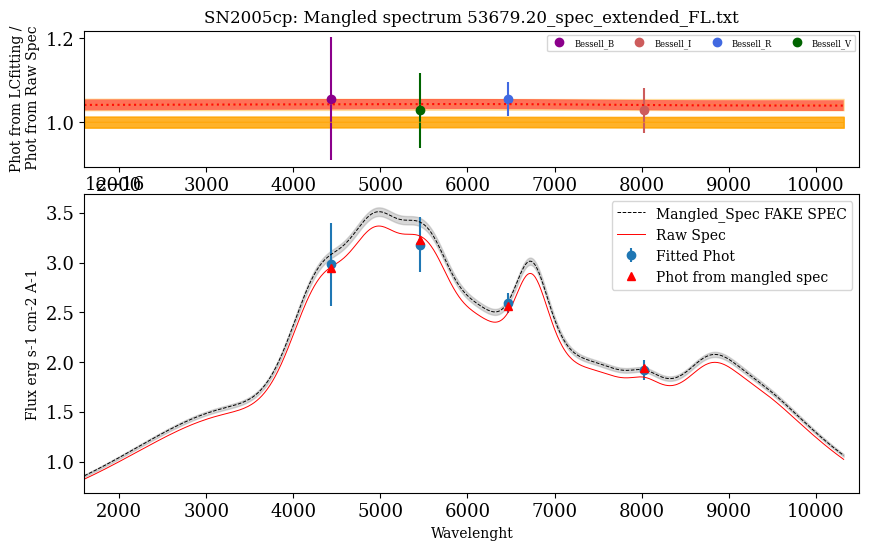 SN2005cp: Mangled spectrum 53679.20_spec_extended_FL.txt
Phot from LCfitting /
Phot from Raw Spec
1.2
1.0
Bessell_B Bessell_I Bessell_R Bessell_V
2000 3000 4000 5000 6000 7000 8000 9000 10000
1e−16
Flux erg s-1 cm-2 A-1
3.5
3.0
2.5
2.0
1.5
1.0
Mangled_Spec FAKE SPEC
Raw Spec
Fitted Phot
Phot from mangled spec
2000 3000 4000 5000 6000 7000 8000 9000 10000
Wavelenght